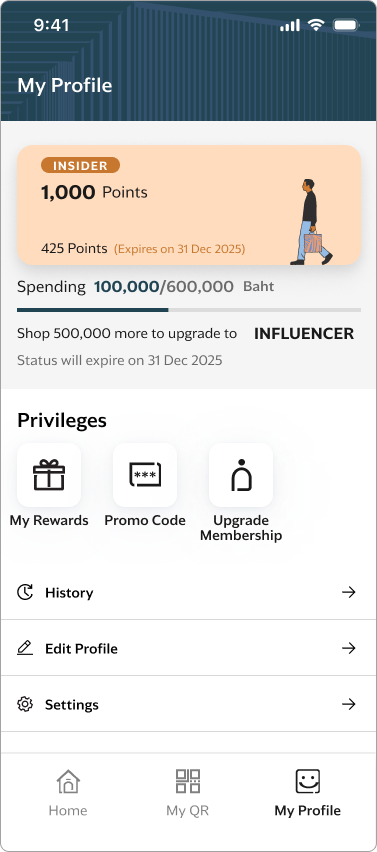 9:41
My Profile
INSIDER
1,000 Points
425 Points (Expires on 31 Dec 2025)
Spending 100,000/600,000 Baht
Shop 500,000 more to upgrade to INFLUENCER
Status will expire on 31 Dec 2025
Privileges
***
My Rewards Promo Code Upgrade
Membership
History
Edit Profile
Settings
Home My QR My Profile